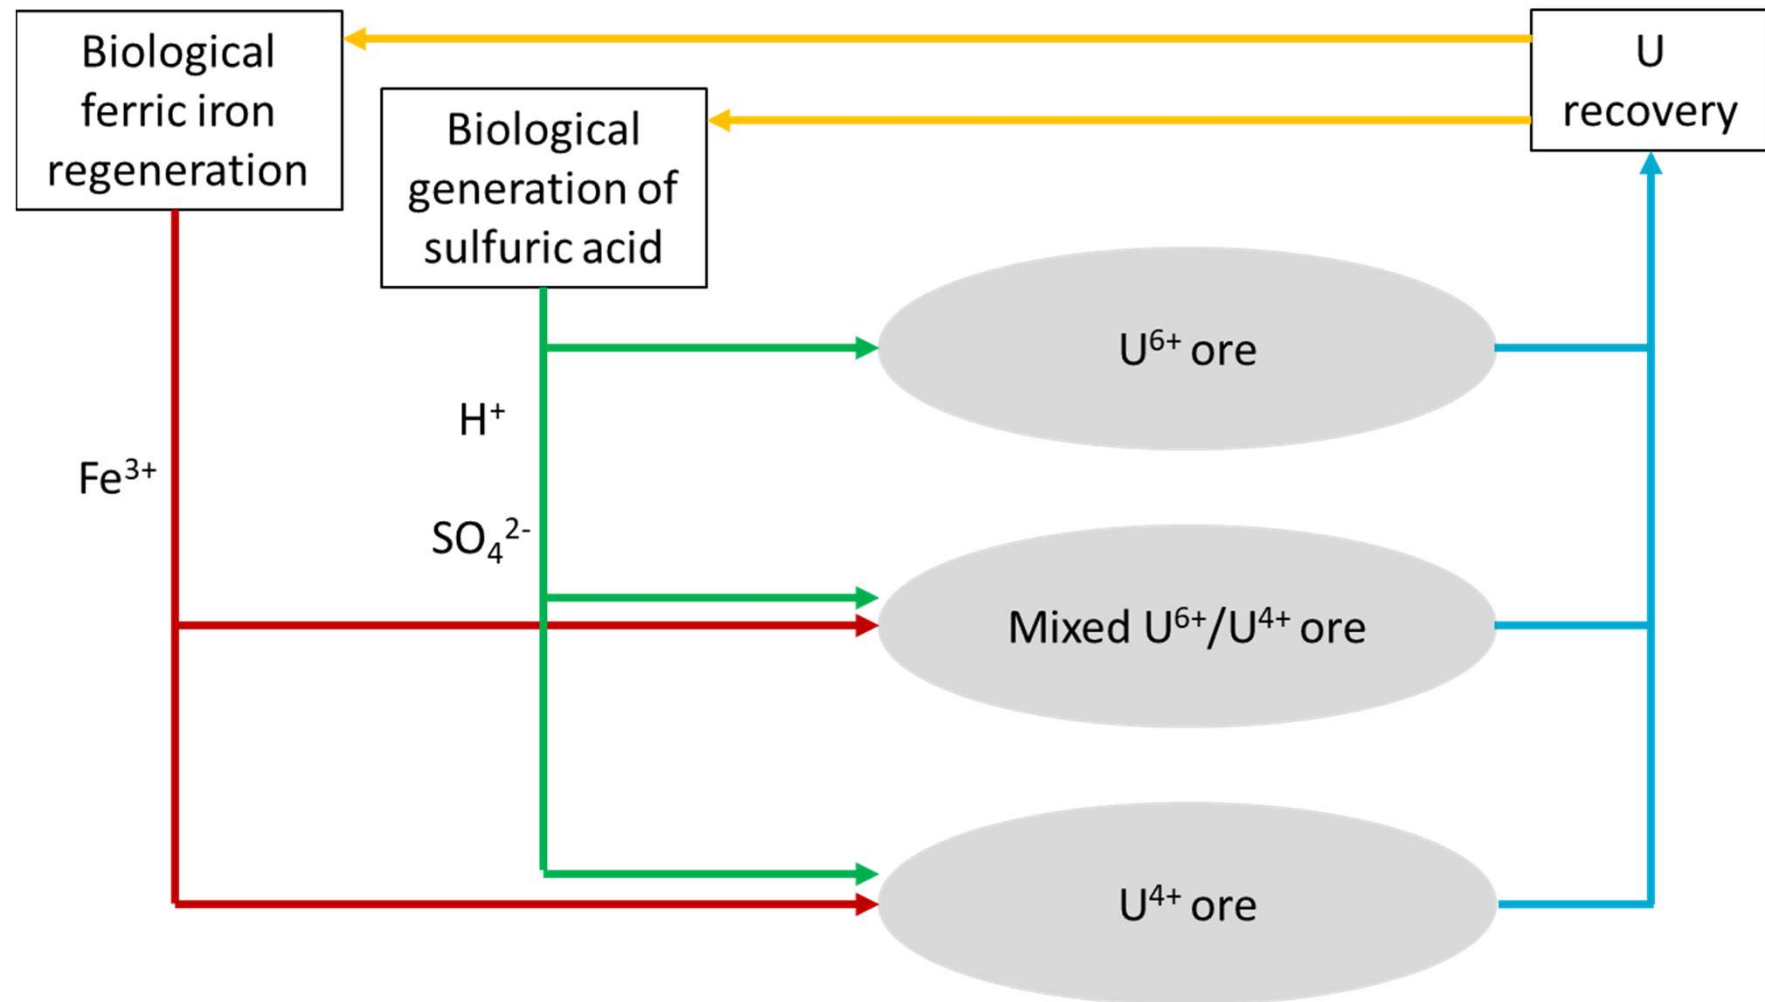 Biological
ferric iron
regeneration
Biological
generation of
sulfuric acid
U
recovery
U⁶⁺ ore
H⁺
Fe³⁺
SO₄²⁻
Mixed U⁶⁺/U⁴⁺ ore
U⁴⁺ ore